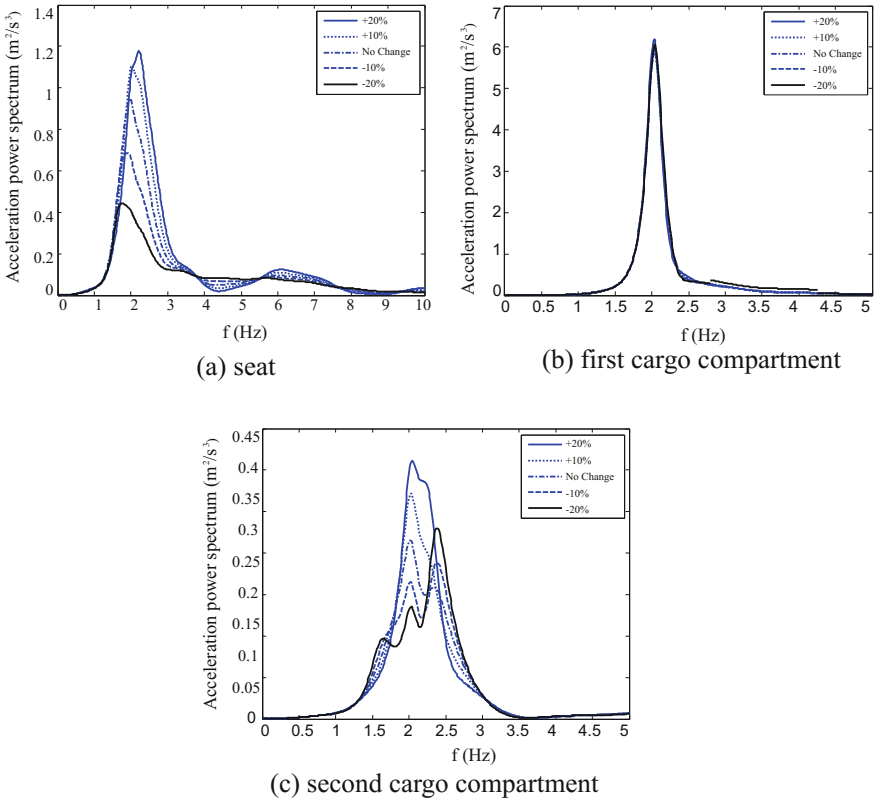 1.4
1.2
1
0.8
0.6
0.4
0.2
0
Acceleration power spectrum (m²/s³)
+20%
+10%
No Change
-10%
-20%
0 1 2 3 4 5 6 7 8 9 10
f (Hz)
(a) seat
7
6
5
4
3
2
1
0
Acceleration power spectrum (m²/s³)
+20%
+10%
No Change
-10%
-20%
0 0.5 1 1.5 2 2.5 3 3.5 4 4.5 5
f (Hz)
(b) first cargo compartment
0.45
0.4
0.35
0.3
0.25
0.2
0.15
0.1
0.05
0
Acceleration power spectrum (m²/s³)
+20%
+10%
No Change
-10%
-20%
0 0.5 1 1.5 2 2.5 3 3.5 4 4.5 5
f (Hz)
(c) second cargo compartment